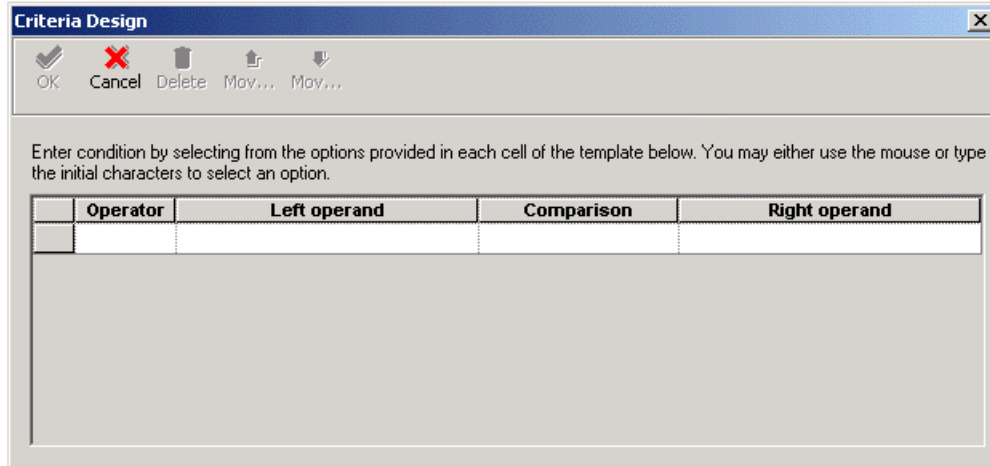 Criteria Design
OK Cancel Delete Mov... Mov...
Enter condition by selecting from the options provided in each cell of the template below. You may either use the mouse or type
the initial characters to select an option.
Operator Left operand Comparison Right operand